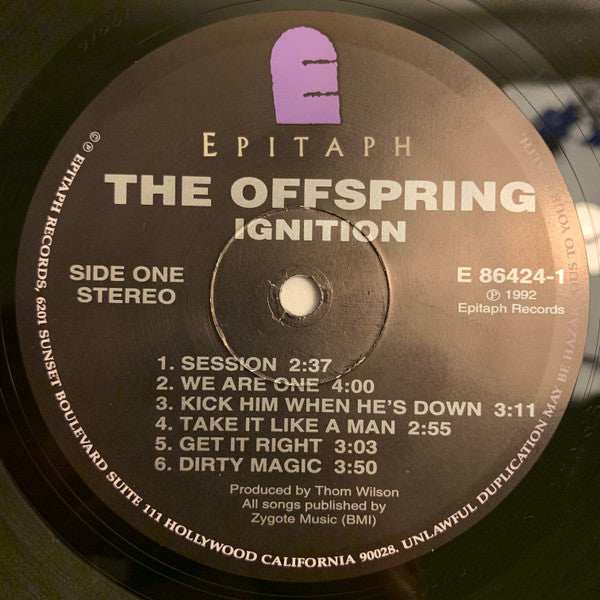 E
EPITAPH
THE OFFSPRING
IGNITION
SIDE ONE
STEREO
E 86424-1
℗ 1992
Epitaph Records
1. SESSION 2:37
2. WE ARE ONE 4:00
3. KICK HIM WHEN HE'S DOWN 3:11
4. TAKE IT LIKE A MAN 2:55
5. GET IT RIGHT 3:03
6. DIRTY MAGIC 3:50
Produced by Thom Wilson
All songs published by
Zygote Music (BMI)
© ℗ EPITAPH RECORDS, 6201 SUNSET BOULEVARD SUITE 111 HOLLYWOOD CALIFORNIA 90028. UNLAWFUL DUPLICATION MAY BE HAZARDOUS TO YOUR HEALTH.